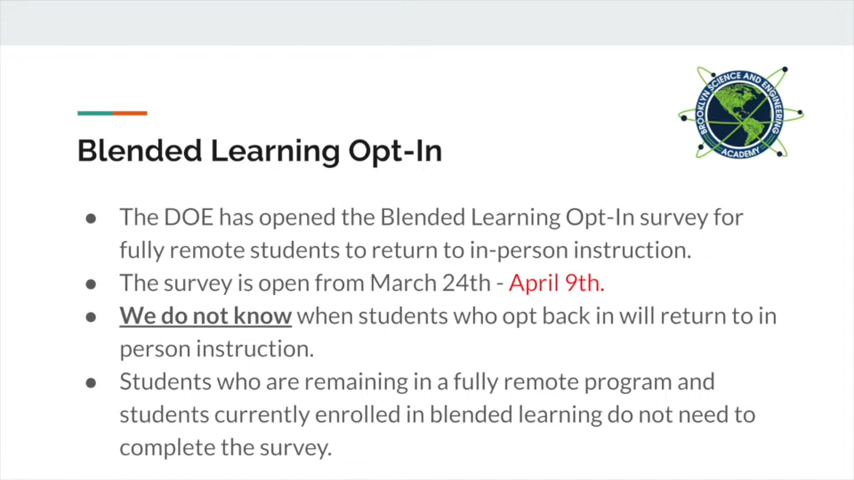 BROOKLYN SCIENCE AND ENGINEERING
ACADEMY
Blended Learning Opt-In
● The DOE has opened the Blended Learning Opt-In survey for
fully remote students to return to in-person instruction.
● The survey is open from March 24th - April 9th.
● We do not know when students who opt back in will return to in
person instruction.
● Students who are remaining in a fully remote program and
students currently enrolled in blended learning do not need to
complete the survey.